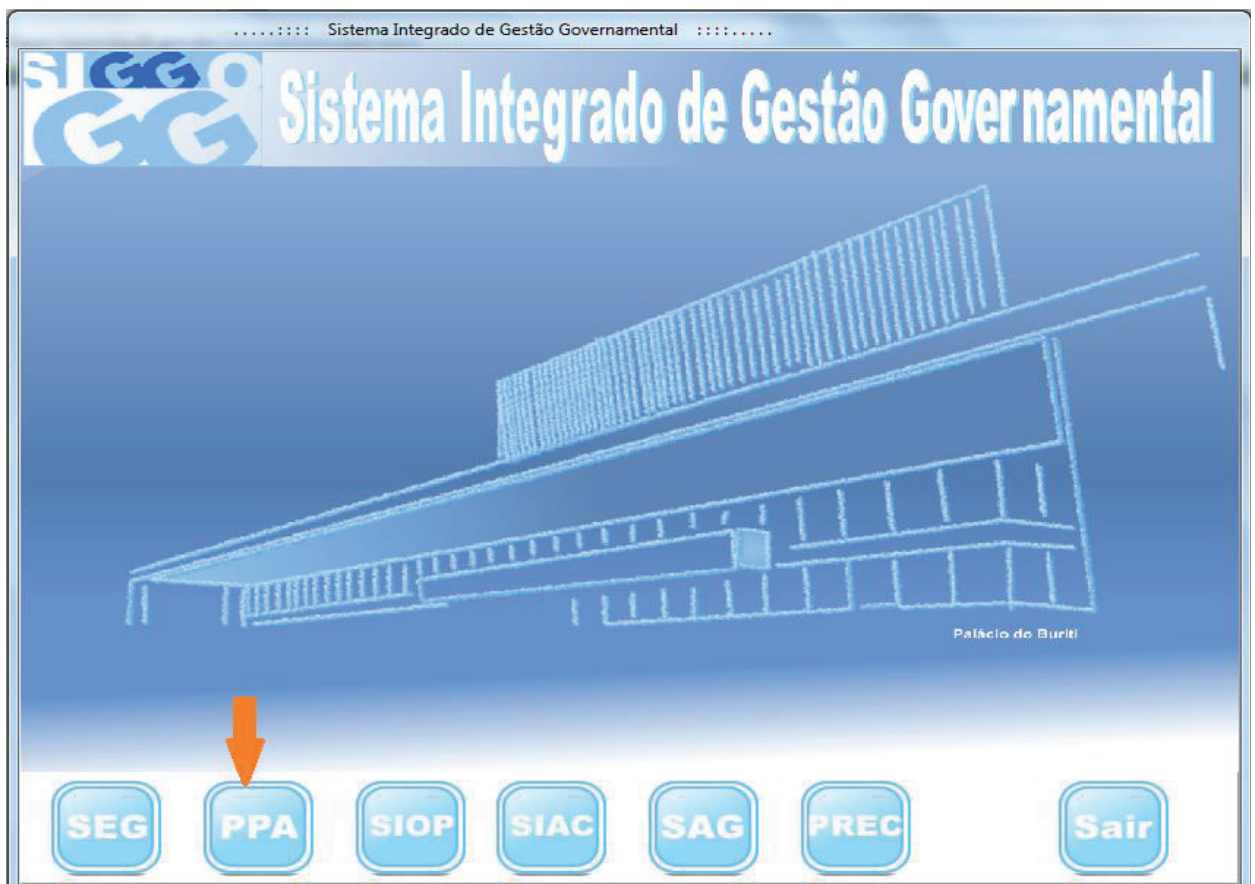 .....:::: Sistema Integrado de Gestão Governamental ::::.....
SIGGO
GG
Sistema Integrado de Gestão Governamental
Palácio do Buriti
SEG PPA SIOP SIAC SAG PREC Sair